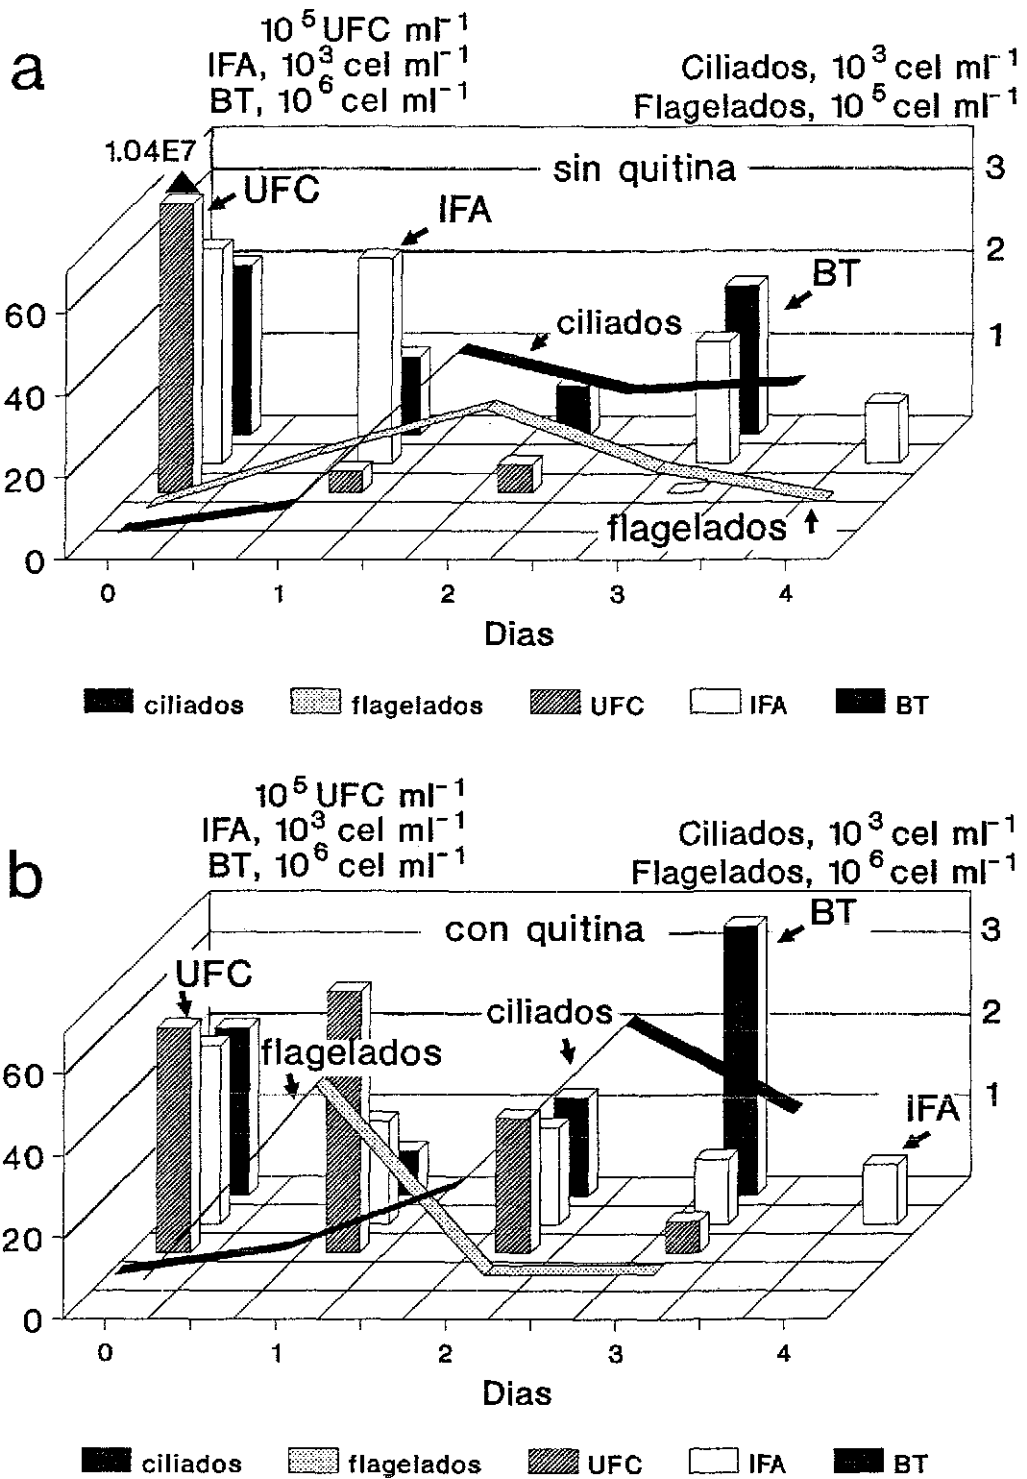 a
10⁵ UFC ml⁻¹
IFA, 10³ cel ml⁻¹
BT, 10⁶ cel ml⁻¹
Ciliados, 10³ cel ml⁻¹
Flagelados, 10⁵ cel ml⁻¹
1.04E7
sin quitina
3
UFC
IFA
2
BT
60
ciliados
1
40
20
flagelados
0
0 1 2 3 4
Dias
ciliados flagelados UFC IFA BT
b
10⁵ UFC ml⁻¹
IFA, 10³ cel ml⁻¹
BT, 10⁶ cel ml⁻¹
Ciliados, 10³ cel ml⁻¹
Flagelados, 10⁶ cel ml⁻¹
BT
con quitina
3
UFC
ciliados
2
flagelados
60
1
IFA
40
20
0
0 1 2 3 4
Dias
ciliados flagelados UFC IFA BT